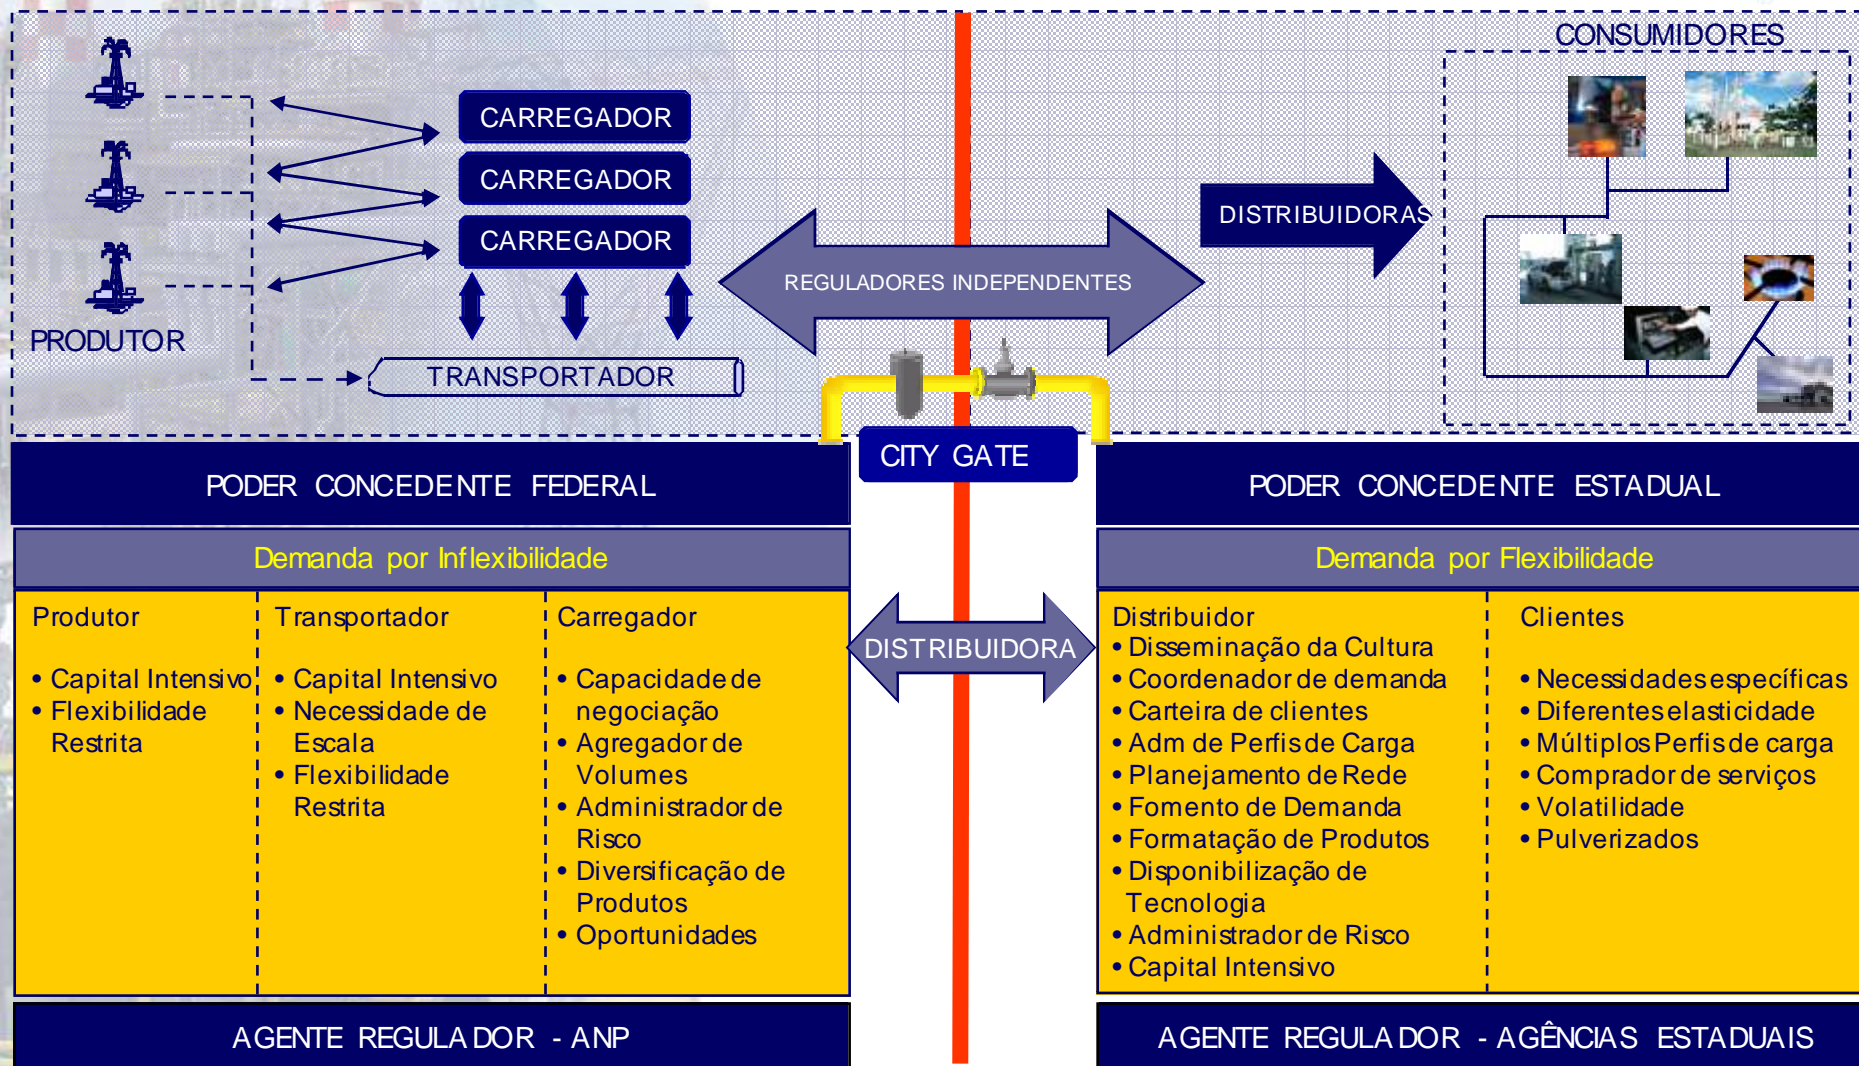 CONSUMIDORES
CARREGADOR
CARREGADOR
CARREGADOR
DISTRIBUIDORAS
REGULADORES INDEPENDENTES
PRODUTOR
TRANSPORTADOR
CITY GATE
PODER CONCEDENTE FEDERAL
PODER CONCEDENTE ESTADUAL
Demanda por Inflexibilidade
Demanda por Flexibilidade
Produtor
• Capital Intensivo
• Flexibilidade
Restrita
Transportador
• Capital Intensivo
• Necessidade de
Escala
• Flexibilidade
Restrita
Carregador
• Capacidade de
negociação
• Agregador de
Volumes
• Administrador de
Risco
• Diversificação de
Produtos
• Oportunidades
DISTRIBUIDORA
Distribuidor
• Disseminação da Cultura
• Coordenador de demanda
• Carteira de clientes
• Adm de Perfis de Carga
• Planejamento de Rede
• Fomento de Demanda
• Formatação de Produtos
• Disponibilização de
Tecnologia
• Administrador de Risco
• Capital Intensivo
Clientes
• Necessidades específicas
• Diferentes elasticidade
• Múltiplos Perfis de carga
• Comprador de serviços
• Volatilidade
• Pulverizados
AGENTE REGULADOR - ANP
AGENTE REGULADOR - AGÊNCIAS ESTADUAIS